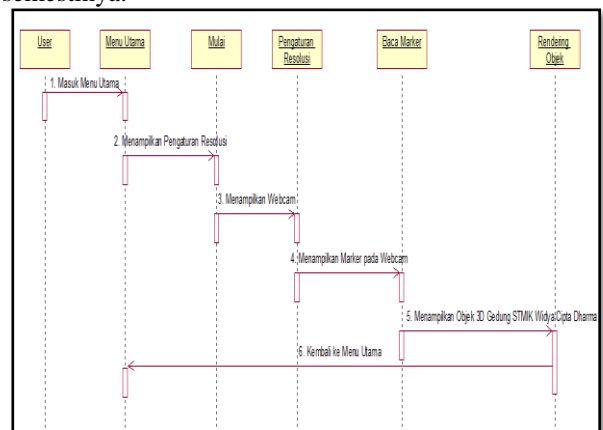 semestinya.
User
Menu Utama
Mulai
Pengaturan
Resolusi
Baca Marker
Rendering
Objek
1. Masuk Menu Utama
2. Menampilkan Pengaturan Resolusi
3. Menampilkan Webcam
4. Menampilkan Marker pada Webcam
5. Menampilkan Objek 3D Gedung STMIK Widya Cipta Dharma
6. Kembali ke Menu Utama